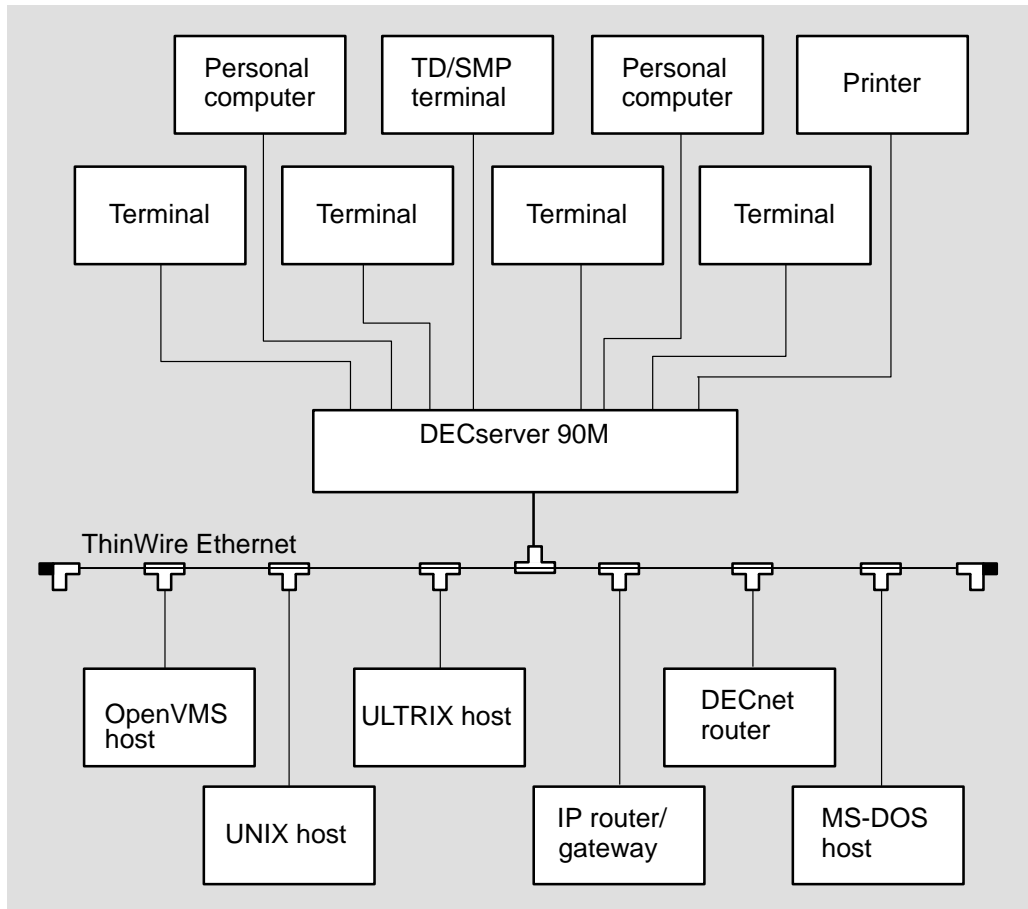 Personal
computer
TD/SMP
terminal
Personal
computer
Printer
Terminal
Terminal
Terminal
Terminal
DECserver 90M
ThinWire Ethernet
OpenVMS
host
ULTRIX host
DECnet
router
UNIX host
IP router/
gateway
MS-DOS
host